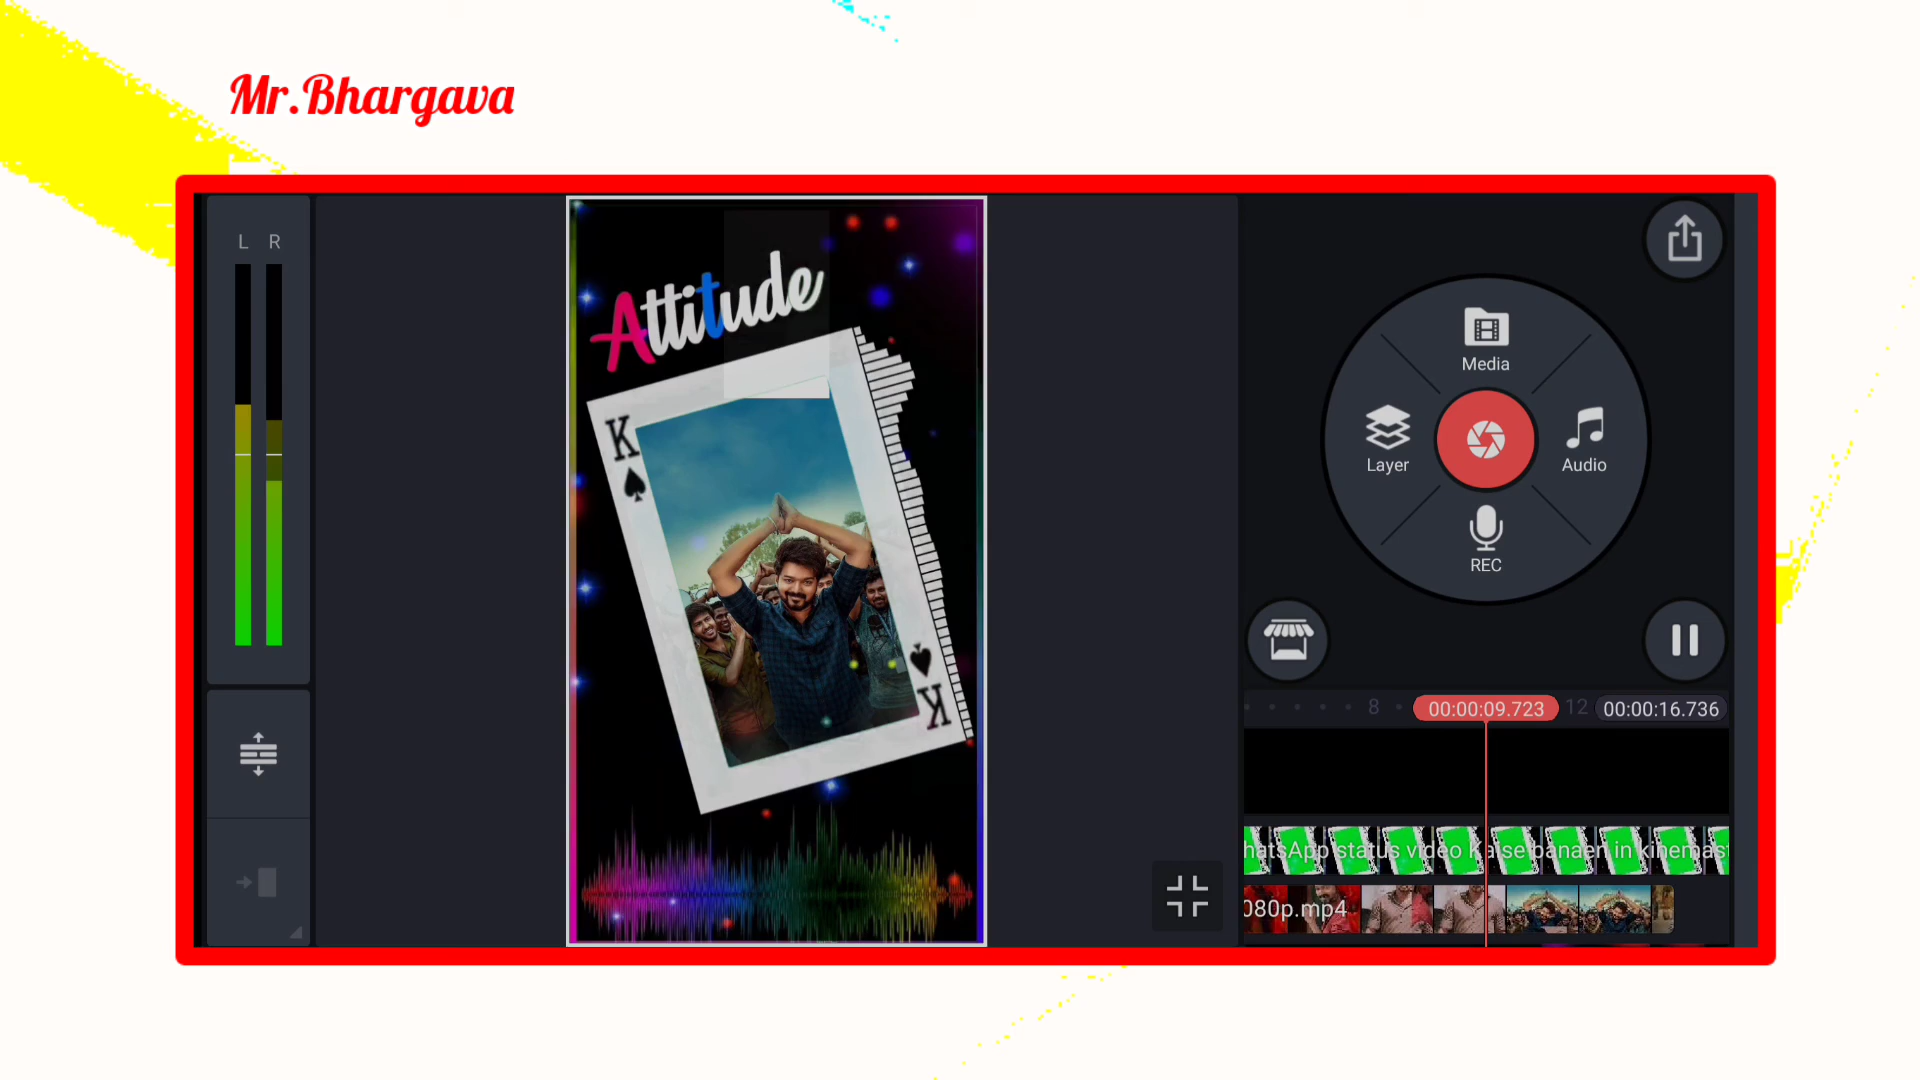 Mr.Bhargava
L R
Attitude
K
K
Media
Layer
Audio
REC
8
00:00:09.723
12
00:00:16.736
hatsApp status video Kaise banaen in kinemast
080p.mp4